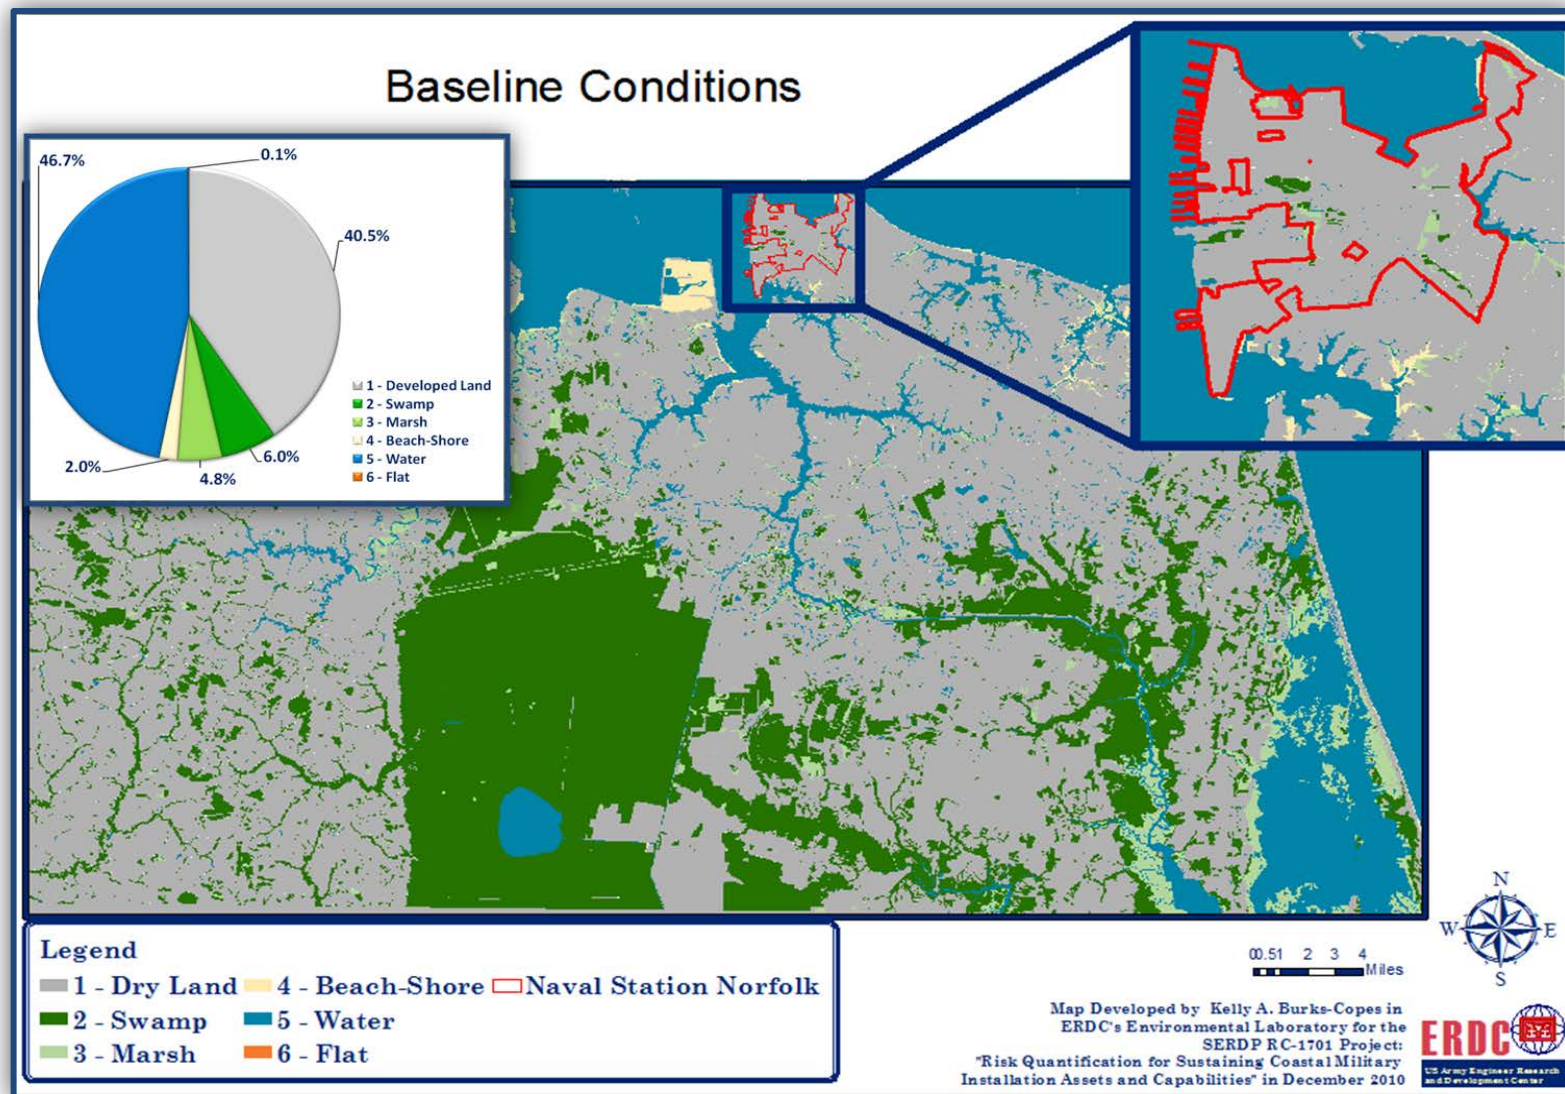 Baseline Conditions
46.7%
0.1%
40.5%
1 - Developed Land
2 - Swamp
3 - Marsh
4 - Beach-Shore
5 - Water
6 - Flat
2.0%
4.8%
6.0%
Legend
1 - Dry Land
2 - Swamp
3 - Marsh
4 - Beach-Shore
5 - Water
6 - Flat
Naval Station Norfolk
00.51 2 3 4
Miles
N
W
E
S
Map Developed by Kelly A. Burks-Copes in
ERDC's Environmental Laboratory for the
SERDP RC-1701 Project:
"Risk Quantification for Sustaining Coastal Military
Installation Assets and Capabilities" in December 2010
ERDC
US Army Engineer Research
and Development Center